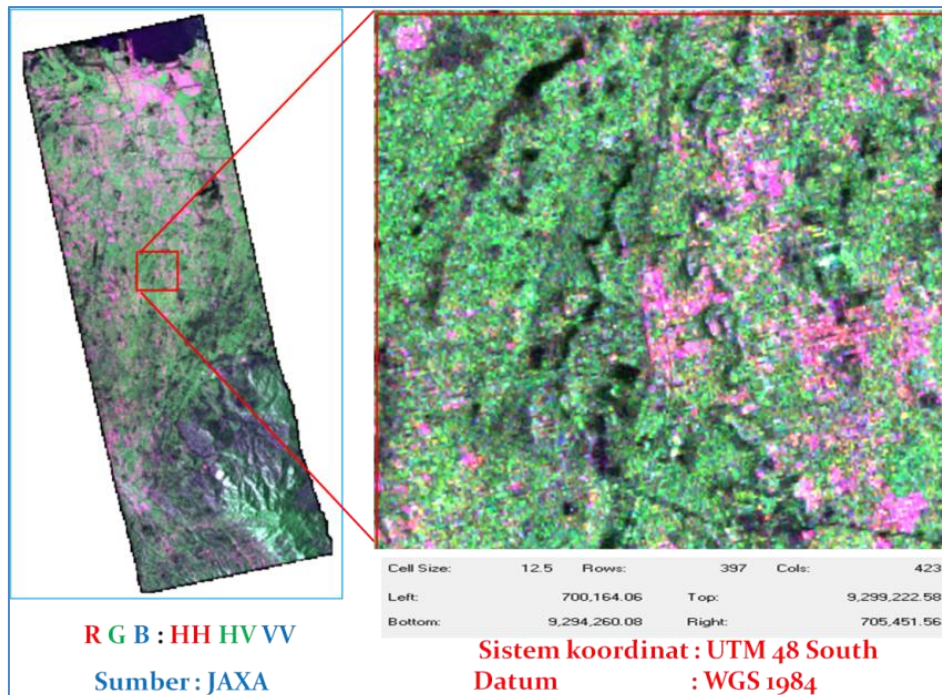 Cell Size: 12.5 Rows: 397 Cols: 423
Left: 700,164.06 Top: 9,299,222.58
Bottom: 9,294,260.08 Right: 705,451.56
R G B : HH HV VV
Sistem koordinat : UTM 48 South
Sumber : JAXA
Datum : WGS 1984